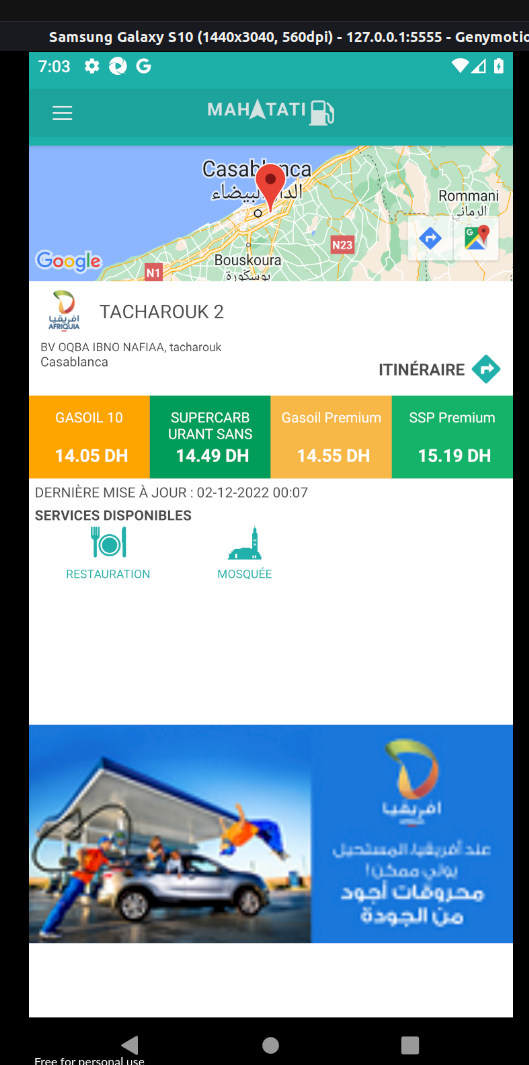 Samsung Galaxy S10 (1440x3040, 560dpi) - 127.0.0.1:5555 - Genymotio
7:03
MAHATATI
Casablanca
الدار البيضاء
Rommani
الرماني
N23
Google
Bouskoura
بوسكورة
N1
افريقيا
AFRIQUIA
TACHAROUK 2
BV OQBA IBNO NAFIAA, tacharouk
Casablanca
ITINÉRAIRE
GASOIL 10
SUPERCARB
URANT SANS
Gasoil Premium
SSP Premium
14.05 DH
14.49 DH
14.55 DH
15.19 DH
DERNIÈRE MISE À JOUR : 02-12-2022 00:07
SERVICES DISPONIBLES
RESTAURATION
MOSQUÉE
افريقيا
عند أفريقيا، المستحيل
يولي ممكن!
محروقات أجود
من الجودة
Free for personal use